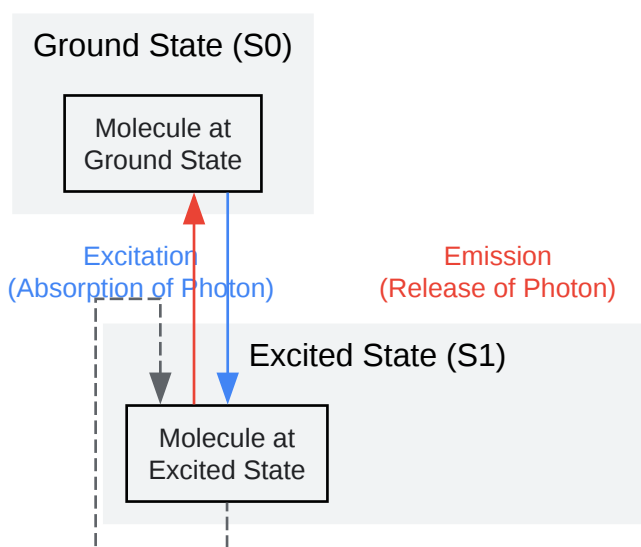 Ground State (S0)
Molecule at
Ground State
Excitation
(Absorption of Photon)
Emission
(Release of Photon)
Excited State (S1)
Molecule at
Excited State